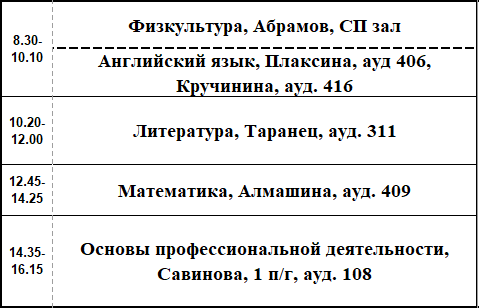 8.30-
10.10
Физкультура, Абрамов, СП зал
Английский язык, Плаксина, ауд 406,
Кручинина, ауд. 416
10.20-
12.00
Литература, Таранец, ауд. 311
12.45-
14.25
Математика, Алмашина, ауд. 409
14.35-
16.15
Основы профессиональной деятельности,
Савинова, 1 п/г, ауд. 108